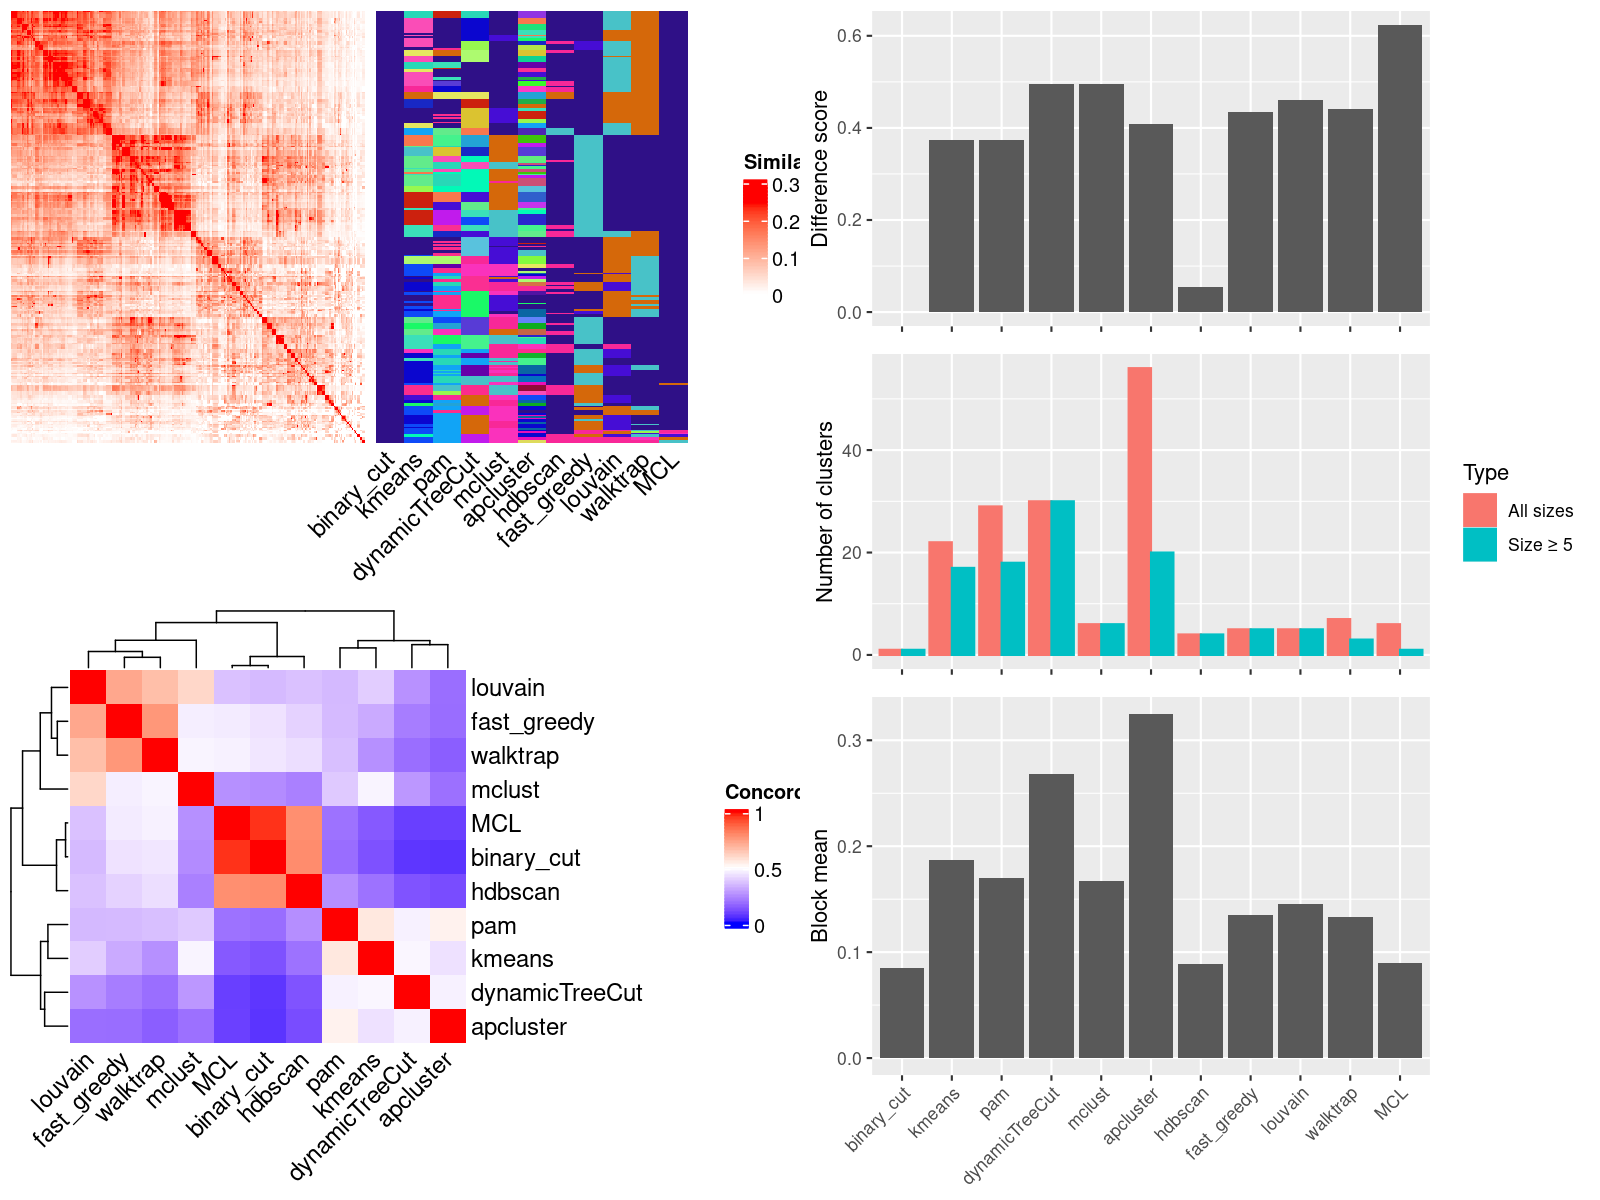 Simila
0.3
0.2
0.1
0
binary_cut
kmeans
pam
dynamicTreeCut
mclust
apcluster
hdbscan
fast_greedy
louvain
walktrap
MCL
louvain
fast_greedy
walktrap
mclust
MCL
binary_cut
hdbscan
pam
kmeans
dynamicTreeCut
apcluster
louvain
fast_greedy
walktrap
mclust
MCL
binary_cut
hdbscan
pam
kmeans
dynamicTreeCut
apcluster
Concord
1
0.5
0
Difference score
0.6
0.4
0.2
0.0
Number of clusters
40
20
0
Type
All sizes
Size ≥ 5
Block mean
0.3
0.2
0.1
0.0
binary_cut
kmeans
pam
dynamicTreeCut
mclust
apcluster
hdbscan
fast_greedy
louvain
walktrap
MCL